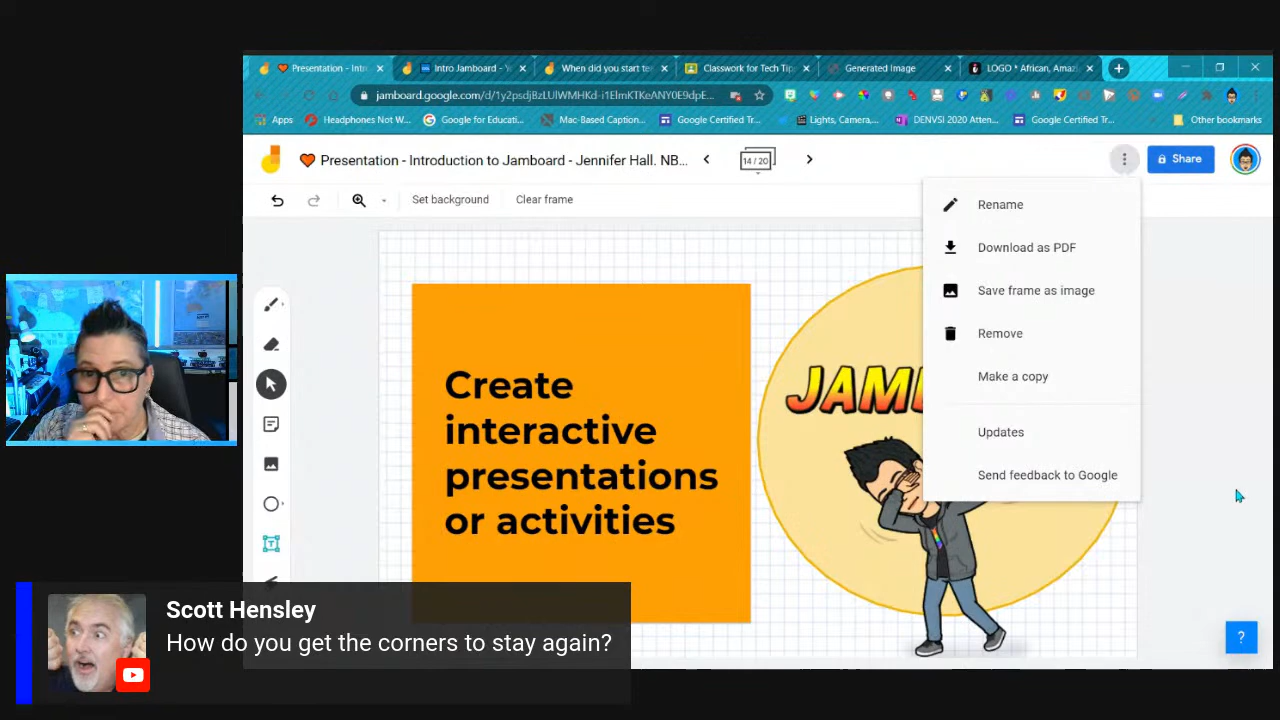 Presentation - Intr
Intro Jamboard - Y
When did you start te
Classwork for Tech Tip
Generated Image
LOGO * African, Amaz
jamboard.google.com/d/1y2psdjBzLUlWMHKd-i1ElmKTKeANY0E9dpE...
Apps
Headphones Not W...
Google for Educati...
Mac-Based Caption...
Google Certified Tr...
Lights, Camera,...
DENVSI 2020 Atten...
Google Certified Tr...
Other bookmarks
Presentation - Introduction to Jamboard - Jennifer Hall. NB...
14 / 20
Share
Set background
Clear frame
Rename
Download as PDF
Save frame as image
Remove
Make a copy
Updates
Send feedback to Google
Create
interactive
presentations
or activities
JAM
?
Scott Hensley
How do you get the corners to stay again?